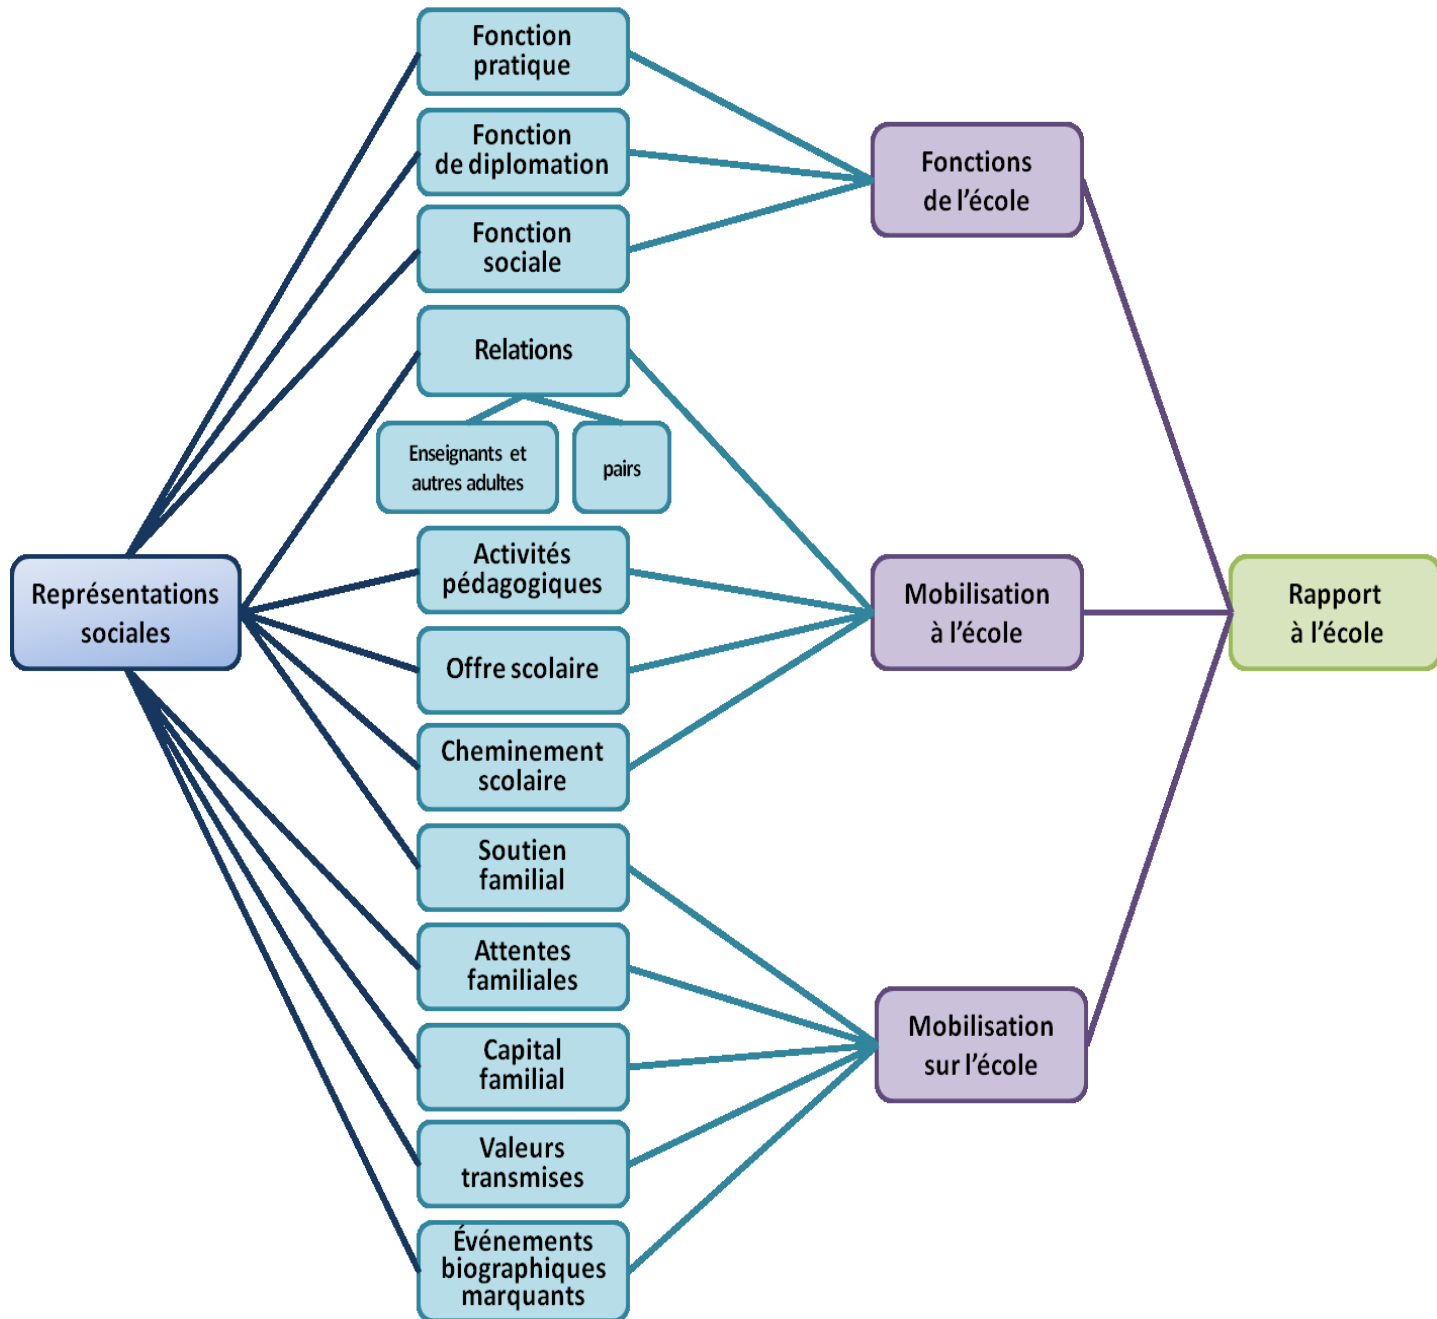 Fonction
pratique
Fonction
de diplomation
Fonction
sociale
Relations
Enseignants et
autres adultes
pairs
Activités
pédagogiques
Offre scolaire
Cheminement
scolaire
Soutien
familial
Attentes
familiales
Capital
familial
Valeurs
transmises
Événements
biographiques
marquants
Représentations
sociales
Fonctions
de l'école
Mobilisation
à l'école
Mobilisation
sur l'école
Rapport
à l'école